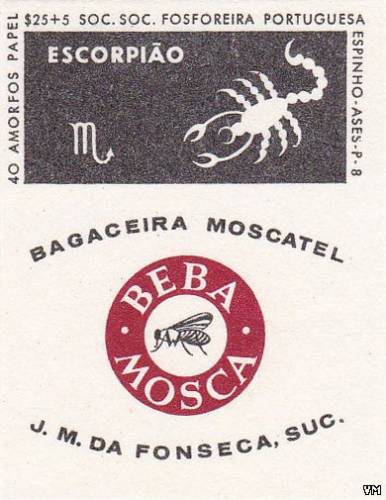 $25+5 SOC. SOC. FOSFOREIRA PORTUGUESA
40 AMORFOS PAPEL
ESPINHO-ASES-P-8
ESCORPIÃO
♏
BAGACEIRA MOSCATEL
BEBA
MOSCA
J. M. DA FONSECA, SUC.
VM